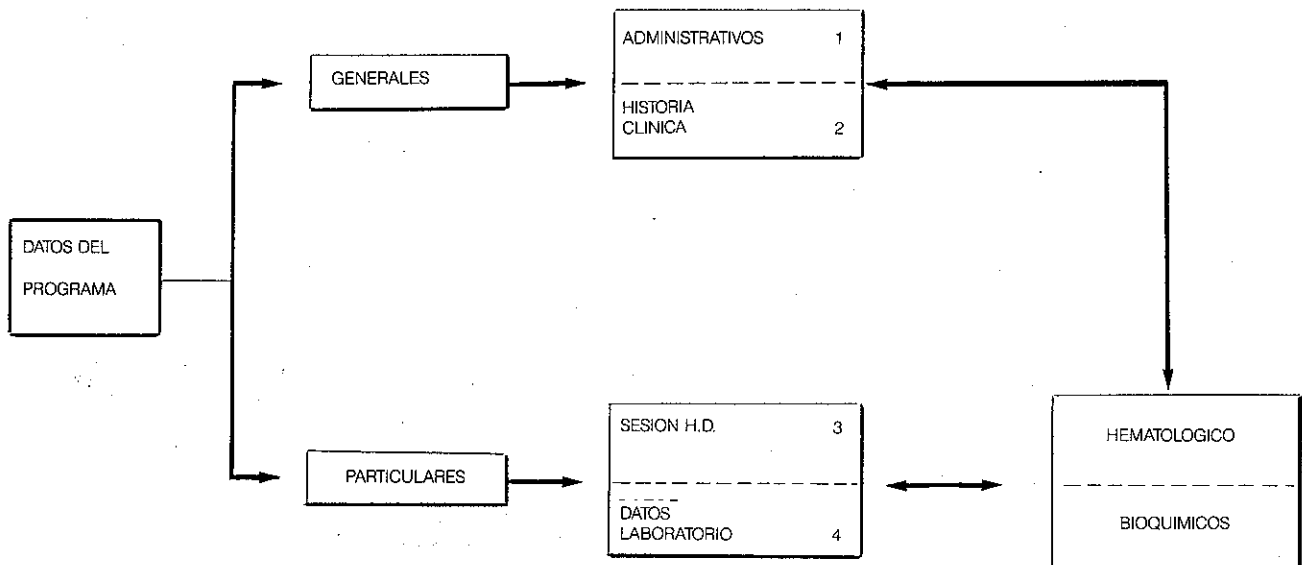 ADMINISTRATIVOS 1
GENERALES
HISTORIA
CLINICA 2
DATOS DEL
PROGRAMA
SESION H.D. 3
HEMATOLOGICO
PARTICULARES
DATOS
LABORATORIO 4
BIOQUIMICOS